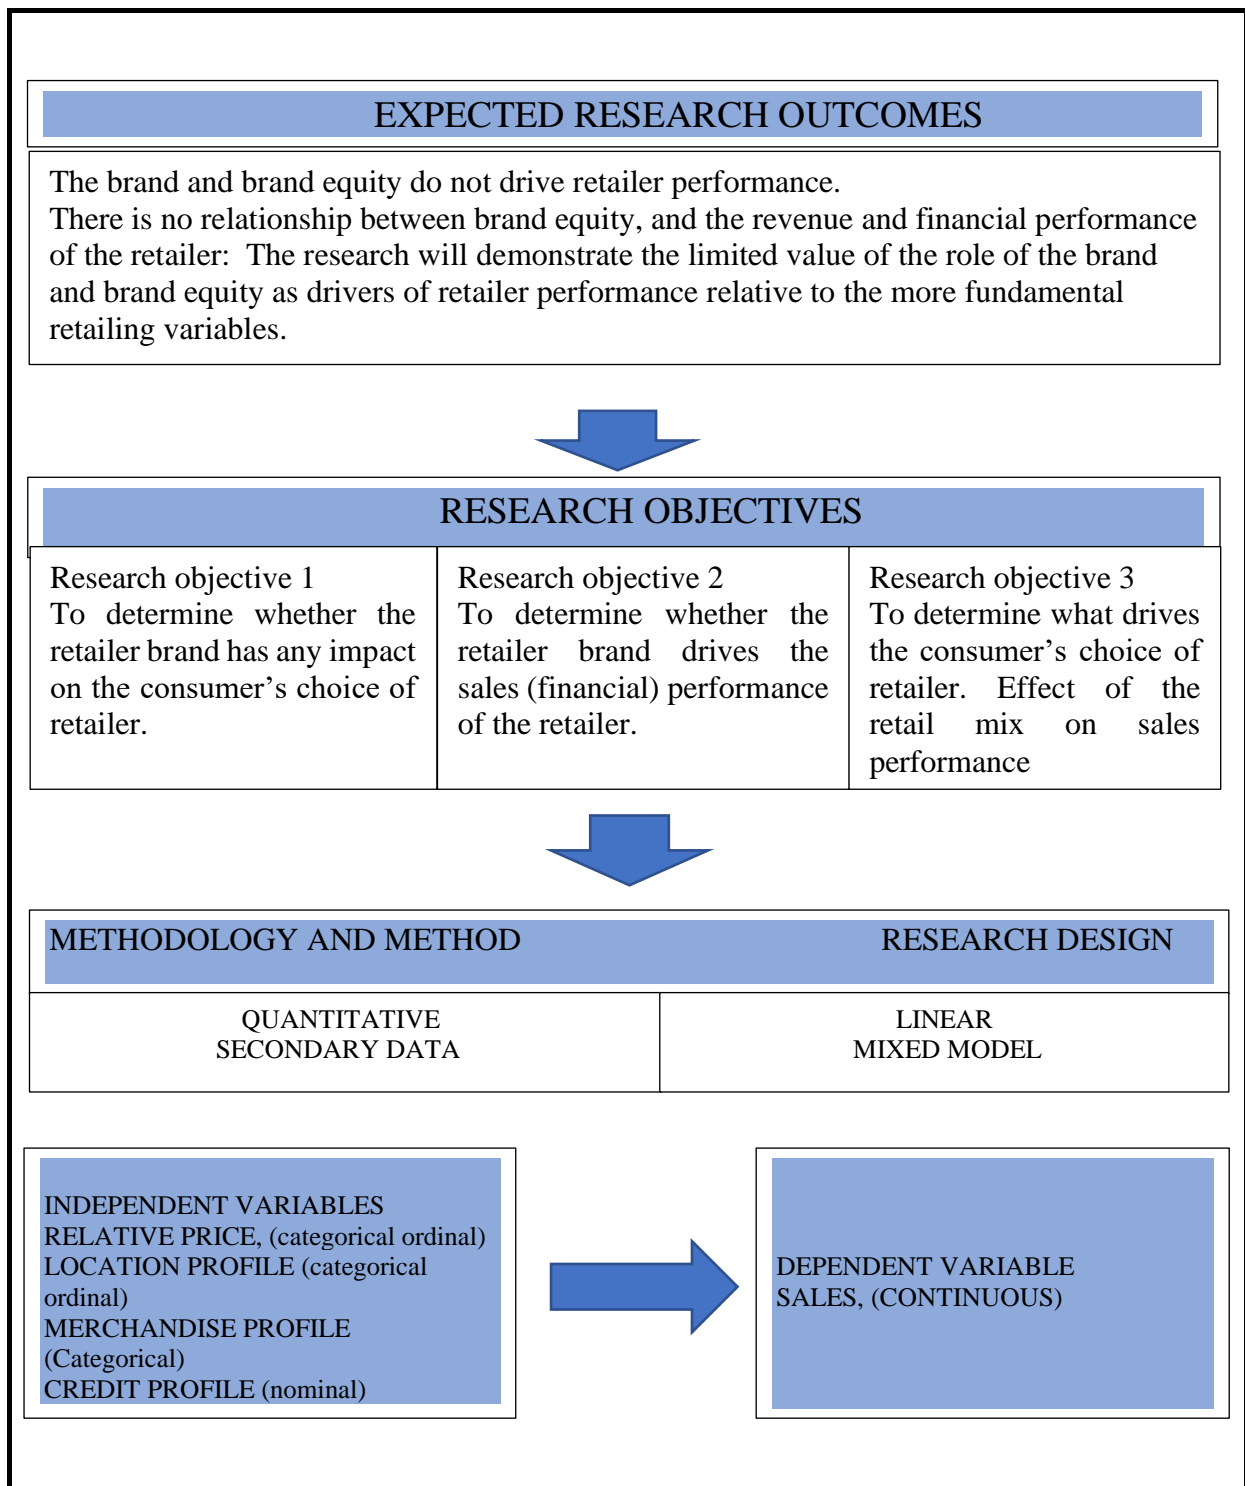 EXPECTED RESEARCH OUTCOMES
The brand and brand equity do not drive retailer performance.
There is no relationship between brand equity, and the revenue and financial performance
of the retailer: The research will demonstrate the limited value of the role of the brand
and brand equity as drivers of retailer performance relative to the more fundamental
retailing variables.
RESEARCH OBJECTIVES
Research objective 1
To determine whether the
retailer brand has any impact
on the consumer’s choice of
retailer.
Research objective 2
To determine whether the
retailer brand drives the
sales (financial) performance
of the retailer.
Research objective 3
To determine what drives
the consumer’s choice of
retailer. Effect of the
retail mix on sales
performance
METHODOLOGY AND METHOD
RESEARCH DESIGN
QUANTITATIVE
SECONDARY DATA
LINEAR
MIXED MODEL
INDEPENDENT VARIABLES
RELATIVE PRICE, (categorical ordinal)
LOCATION PROFILE (categorical
ordinal)
MERCHANDISE PROFILE
(Categorical)
CREDIT PROFILE (nominal)
DEPENDENT VARIABLE
SALES, (CONTINUOUS)